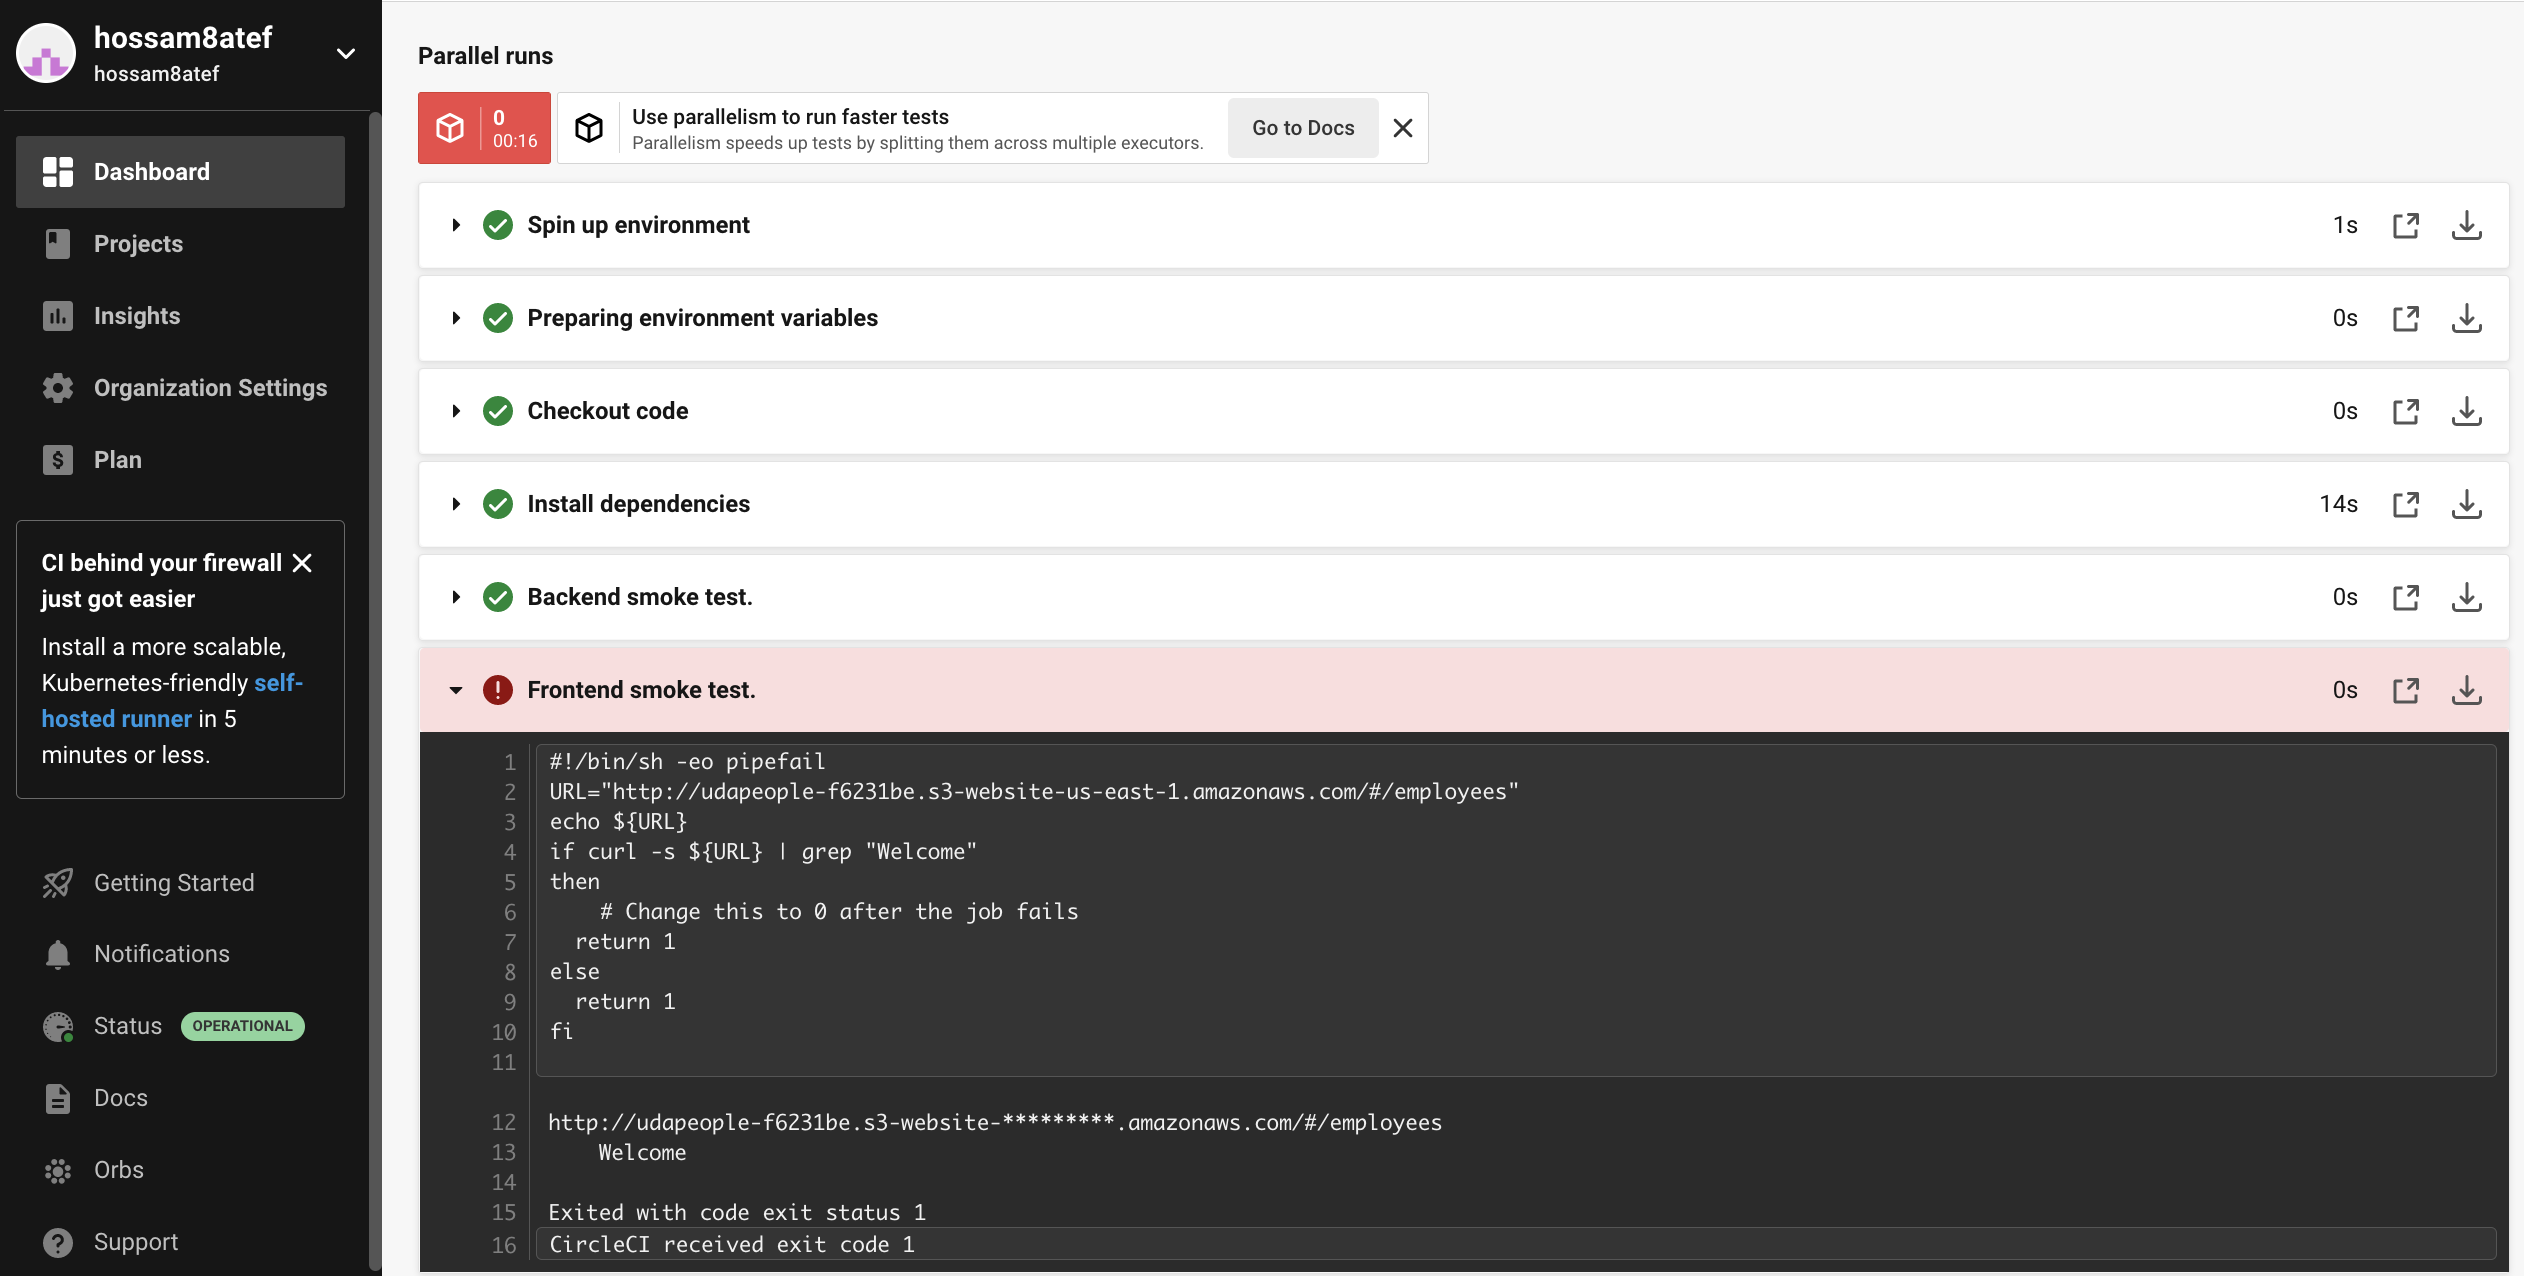 hossam8atef
hossam8atef
Dashboard
Projects
Insights
Organization Settings
Plan
CI behind your firewall
just got easier
Install a more scalable,
Kubernetes-friendly self-
hosted runner in 5
minutes or less.
Getting Started
Notifications
Status OPERATIONAL
Docs
Orbs
Support
Parallel runs
0
00:16
Use parallelism to run faster tests
Parallelism speeds up tests by splitting them across multiple executors.
Go to Docs
Spin up environment 1s
Preparing environment variables 0s
Checkout code 0s
Install dependencies 14s
Backend smoke test. 0s
Frontend smoke test. 0s
1 #!/bin/sh -eo pipefail
2 URL="http://udapeople-f6231be.s3-website-us-east-1.amazonaws.com/#/employees"
3 echo ${URL}
4 if curl -s ${URL} | grep "Welcome"
5 then
6     # Change this to 0 after the job fails
7   return 1
8 else
9   return 1
10 fi
11
12 http://udapeople-f6231be.s3-website-*********.amazonaws.com/#/employees
13     Welcome
14
15 Exited with code exit status 1
16 CircleCI received exit code 1